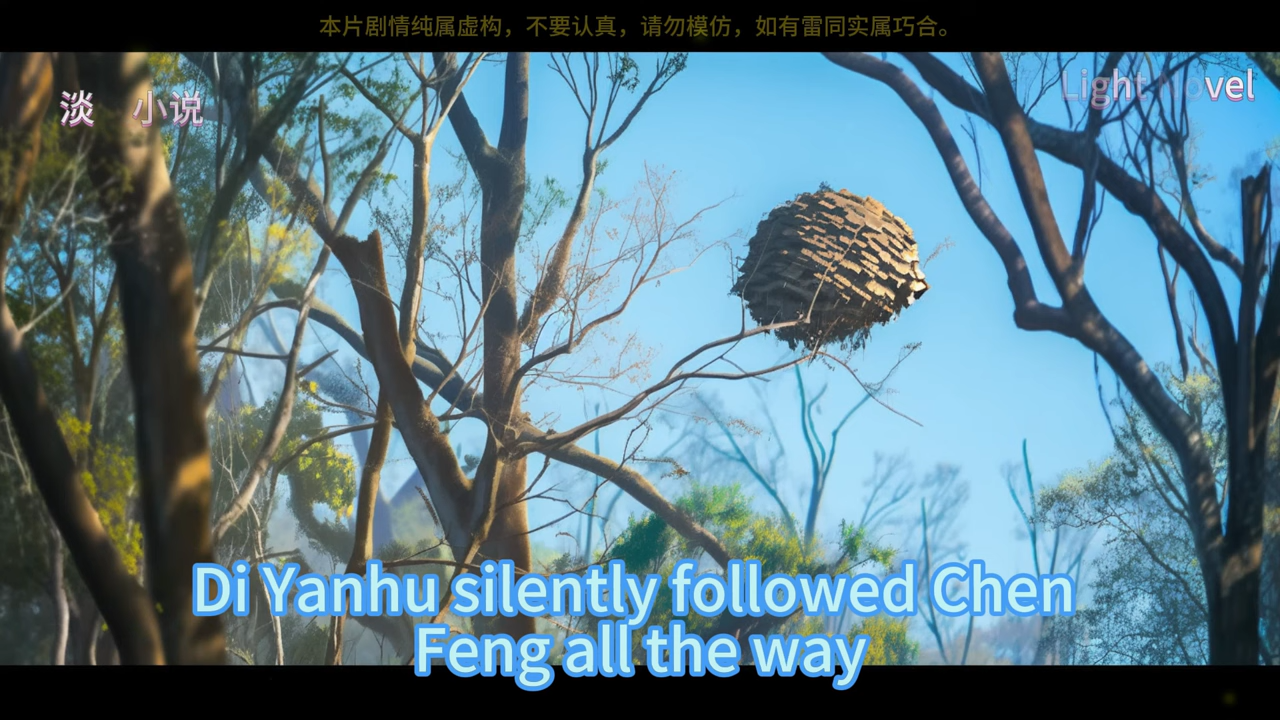 本片剧情纯属虚构，不要认真，请勿模仿，如有雷同实属巧合。
淡 小说
Light Novel
Di Yanhu silently followed Chen
Feng all the way